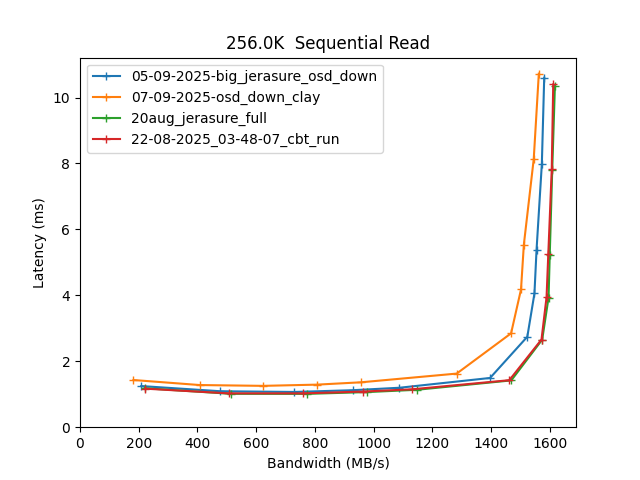 256.0K  Sequential Read
05-09-2025-big_jerasure_osd_down
07-09-2025-osd_down_clay
20aug_jerasure_full
22-08-2025_03-48-07_cbt_run
Latency (ms)
10
8
6
4
2
0
0 200 400 600 800 1000 1200 1400 1600
Bandwidth (MB/s)